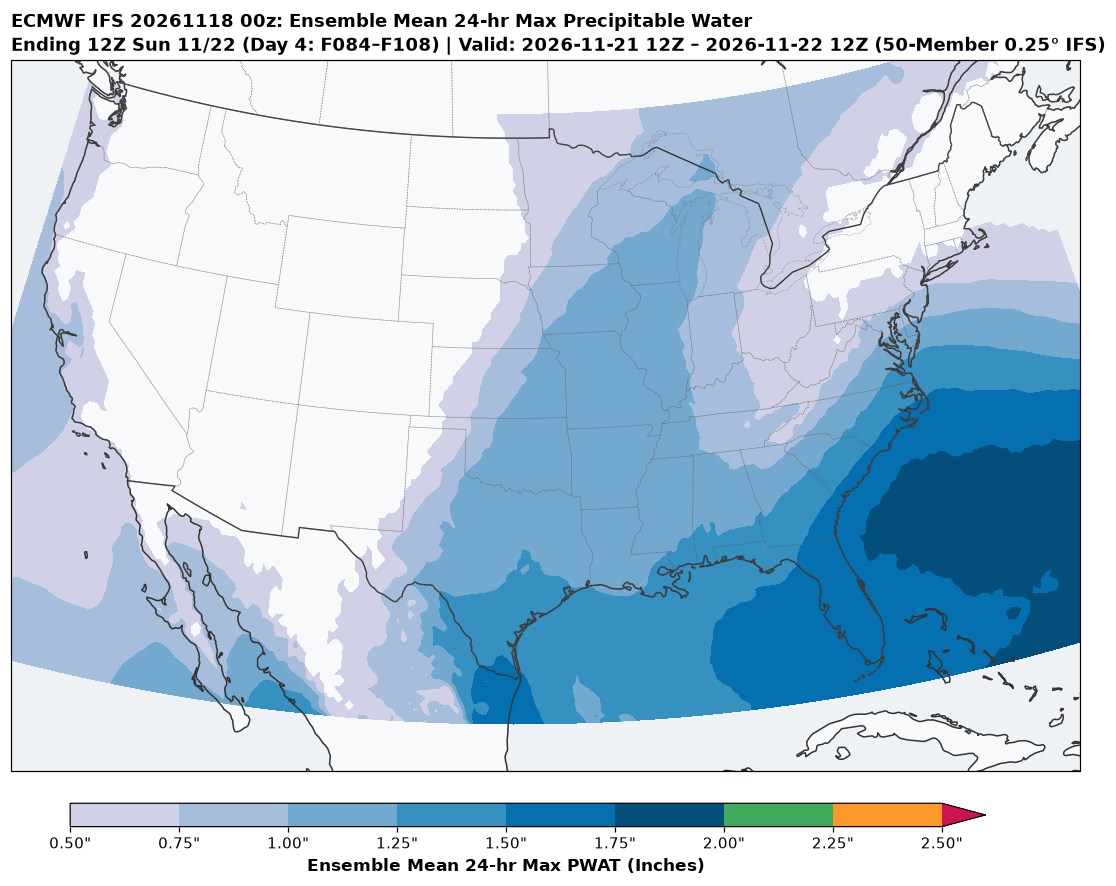 ECMWF IFS 20261118 00z: Ensemble Mean 24-hr Max Precipitable Water
Ending 12Z Sun 11/22 (Day 4: F084–F108) | Valid: 2026-11-21 12Z – 2026-11-22 12Z (50-Member 0.25° IFS)
0.50" 0.75" 1.00" 1.25" 1.50" 1.75" 2.00" 2.25" 2.50"
Ensemble Mean 24-hr Max PWAT (Inches)